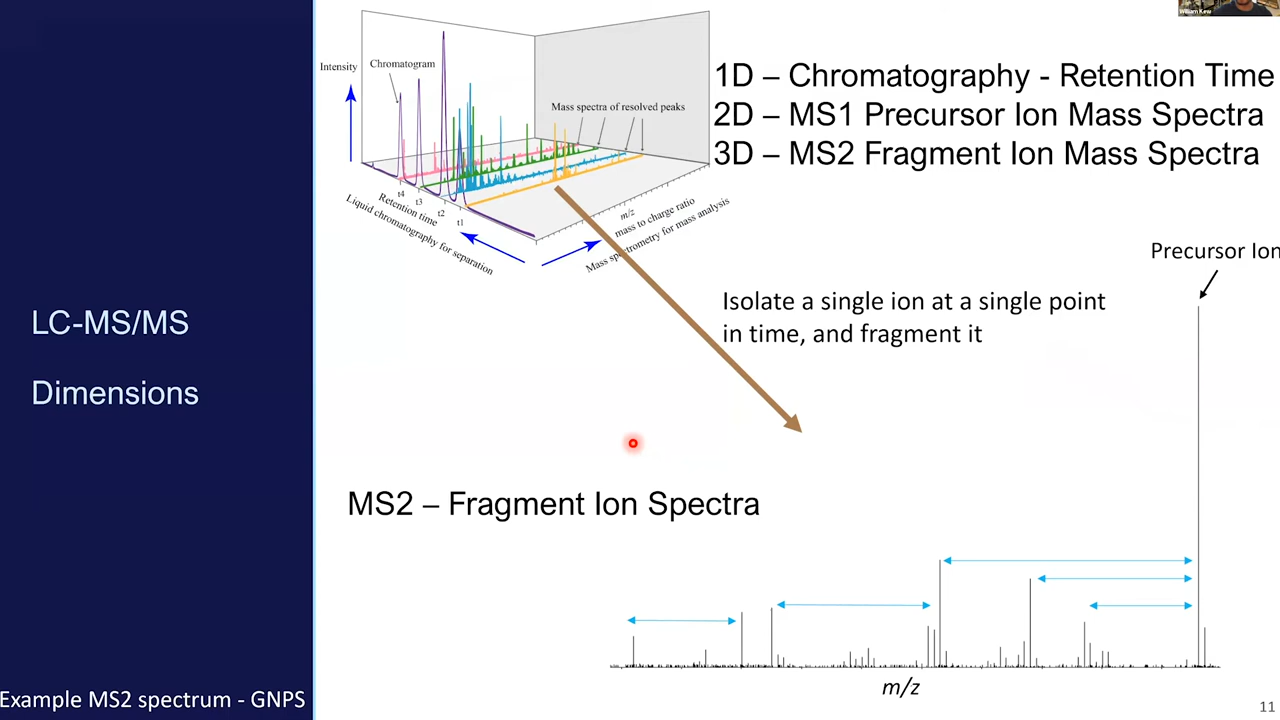 William Kew
Intensity
Chromatogram
Mass spectra of resolved peaks
t4
t3
t2
t1
Retention time
Liquid chromatography for separation
m/z
mass to charge ratio
Mass spectrometry for mass analysis
1D – Chromatography - Retention Time
2D – MS1 Precursor Ion Mass Spectra
3D – MS2 Fragment Ion Mass Spectra
Precursor Ion
Isolate a single ion at a single point
in time, and fragment it
LC-MS/MS
Dimensions
MS2 – Fragment Ion Spectra
m/z
Example MS2 spectrum - GNPS
11